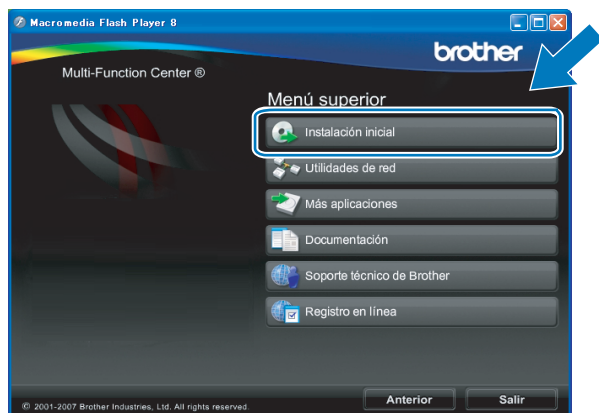 Macromedia Flash Player 8
brother
Multi-Function Center ®
Menú superior
Instalación inicial
Utilidades de red
Más aplicaciones
Documentación
Soporte técnico de Brother
Registro en línea
© 2001-2007 Brother Industries, Ltd. All rights reserved.
Anterior
Salir